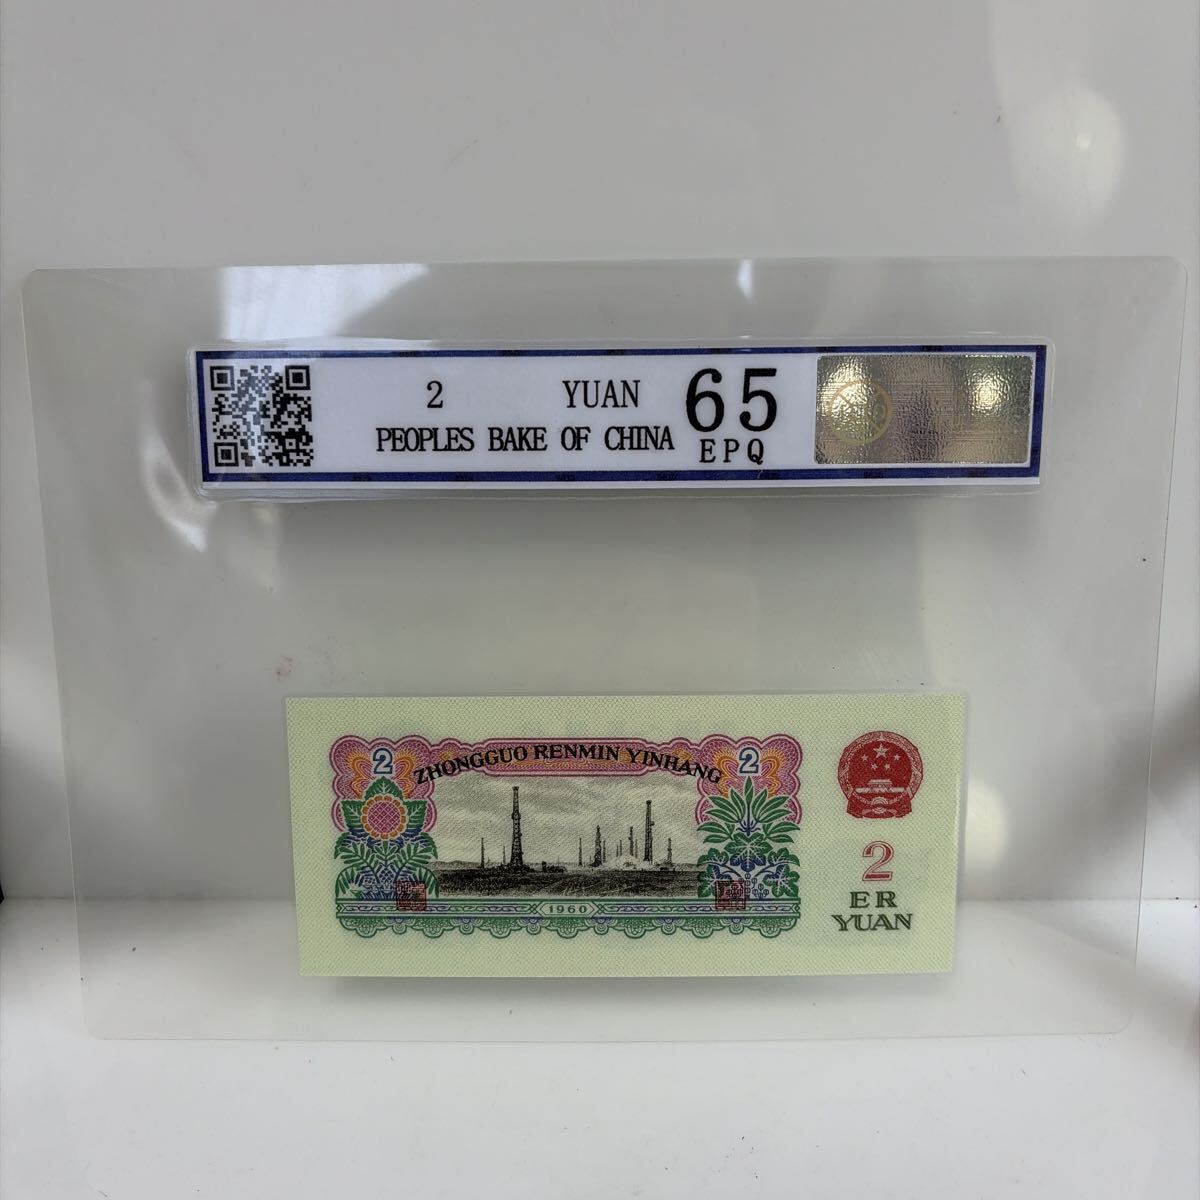 2 YUAN
PEOPLES BAKE OF CHINA
65
EPQ
ZHONGGUO RENMIN YINHANG
2
2
1960
2
ER
YUAN